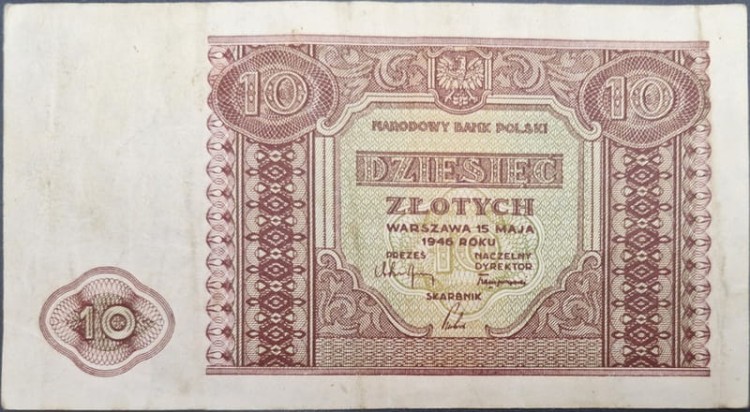 10 10
NARODOWY BANK POLSKI
DZIESIĘĆ
ZŁOTYCH
WARSZAWA 15 MAJA
1946 ROKU
PREZES NACZELNY
DYREKTOR
SKARBNIK
10